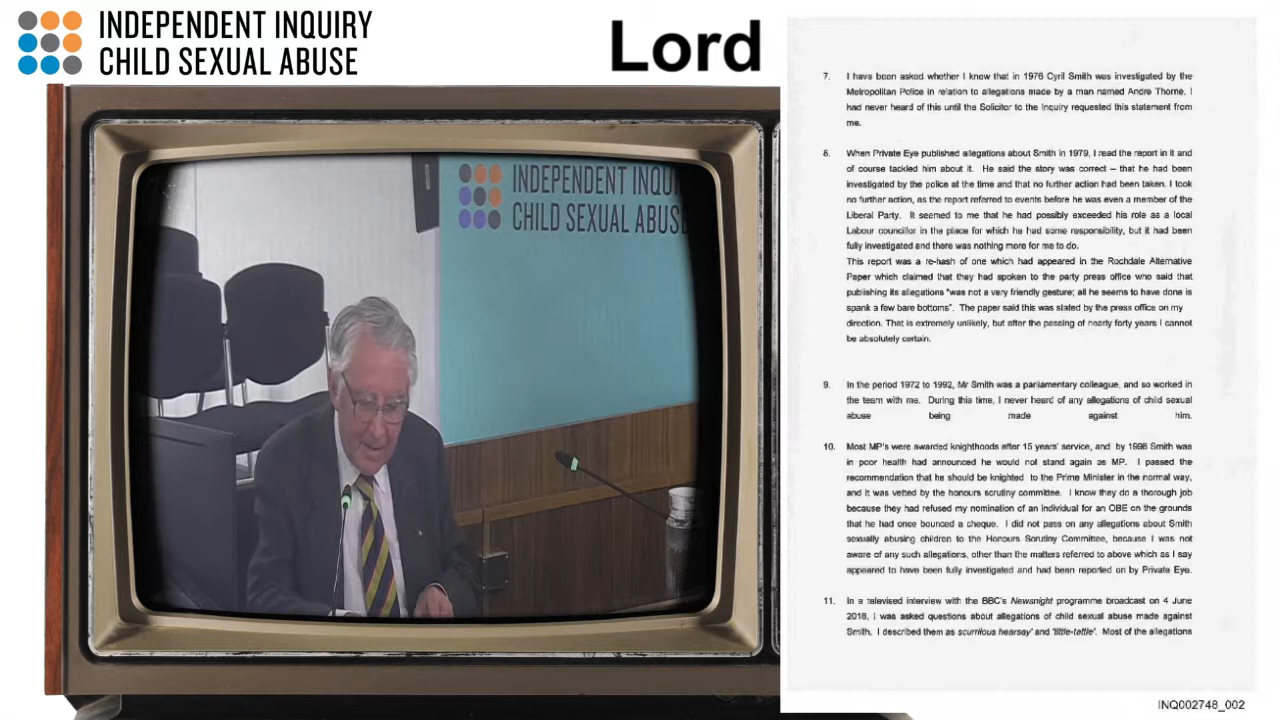 INDEPENDENT INQUIRY
CHILD SEXUAL ABUSE
Lord
INDEPENDENT INQUIRY
CHILD SEXUAL ABUSE
7. I have been asked whether I knew that in 1976 Cyril Smith was investigated by the
Metropolitan Police in relation to allegations made by a man named Andre Thorne. I
had never heard of this until the Solicitor to the Inquiry requested this statement from
me.
8. When Private Eye published allegations about Smith in 1979, I read the report in it and
of course tackled him about it. He said the story was correct – that he had been
investigated by the police at the time and that no further action had been taken. I took
no further action, as the report referred to events before he was even a member of the
Liberal Party. It seemed to me that he had possibly exceeded his role as a local
Labour councillor in the place for which he had some responsibility, but it had been
fully investigated and there was nothing more for me to do.
This report was a re-hash of one which had appeared in the Rochdale Alternative
Paper which claimed that they had spoken to the party press office who said that
publishing its allegations "was not a very friendly gesture; all he seems to have done is
spank a few bare bottoms". The paper said this was stated by the press office on my
direction. That is extremely unlikely, but after the passing of nearly forty years I cannot
be absolutely certain.
9. In the period 1972 to 1992, Mr Smith was a parliamentary colleague, and so worked in
the team with me. During this time, I never heard of any allegations of child sexual
abuse being made against him.
10. Most MP's were awarded knighthoods after 15 years' service, and by 1998 Smith was
in poor health had announced he would not stand again as MP. I passed the
recommendation that he should be knighted to the Prime Minister in the normal way,
and it was vetted by the honours scrutiny committee. I know they do a thorough job
because they had refused my nomination of an individual for an OBE on the grounds
that he had once bounced a cheque. I did not pass on any allegations about Smith
sexually abusing children to the Honours Scrutiny Committee, because I was not
aware of any such allegations, other than the matters referred to above which as I say
appeared to have been fully investigated and had been reported on by Private Eye.
11. In a televised interview with the BBC's Newsnight programme broadcast on 4 June
2018, I was asked questions about allegations of child sexual abuse made against
Smith. I described them as scurrilous hearsay' and 'tittle-tattle'. Most of the allegations
INQ002748_002